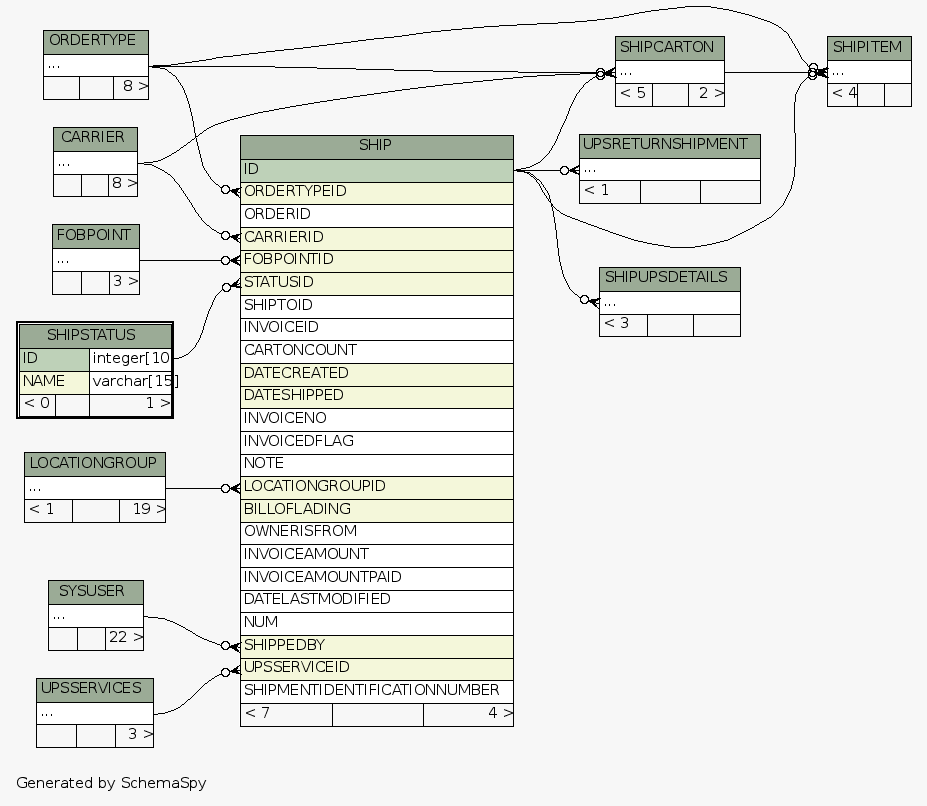 ORDERTYPE
...
8 >
CARRIER
...
8 >
FOBPOINT
...
3 >
SHIPSTATUS
ID integer[10
NAME varchar[15]
< 0 1 >
LOCATIONGROUP
...
< 1 19 >
SYSUSER
...
22 >
UPSSERVICES
...
3 >
SHIP
ID
ORDERTYPEID
ORDERID
CARRIERID
FOBPOINTID
STATUSID
SHIPTOID
INVOICEID
CARTONCOUNT
DATECREATED
DATESHIPPED
INVOICENO
INVOICEDFLAG
NOTE
LOCATIONGROUPID
BILLOFLADING
OWNERISFROM
INVOICEAMOUNT
INVOICEAMOUNTPAID
DATELASTMODIFIED
NUM
SHIPPEDBY
UPSSERVICEID
SHIPMENTIDENTIFICATIONNUMBER
< 7 4 >
SHIPCARTON
...
< 5 2 >
SHIPITEM
...
< 4
UPSRETURNSHIPMENT
...
< 1
SHIPUPSDETAILS
...
< 3
Generated by SchemaSpy